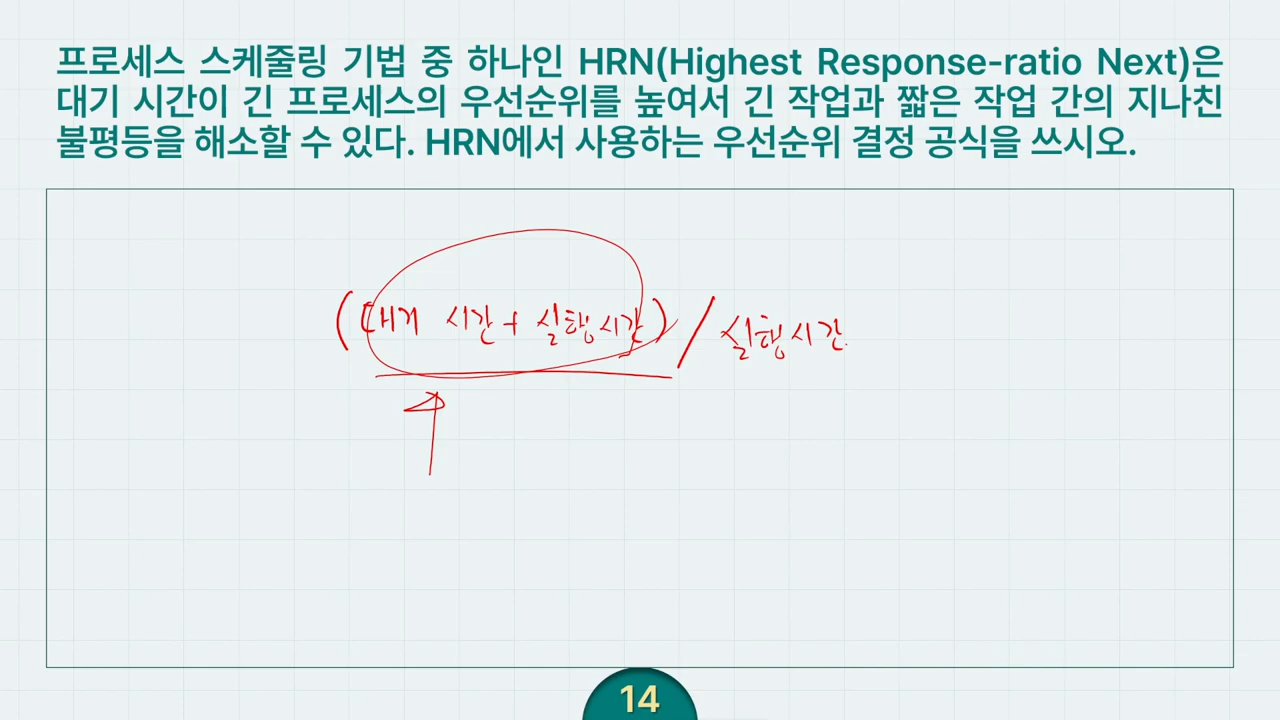 프로세스 스케줄링 기법 중 하나인 HRN(Highest Response-ratio Next)은
대기 시간이 긴 프로세스의 우선순위를 높여서 긴 작업과 짧은 작업 간의 지나친
불평등을 해소할 수 있다. HRN에서 사용하는 우선순위 결정 공식을 쓰시오.
(대기 시간 + 실행시간) / 실행시간
14